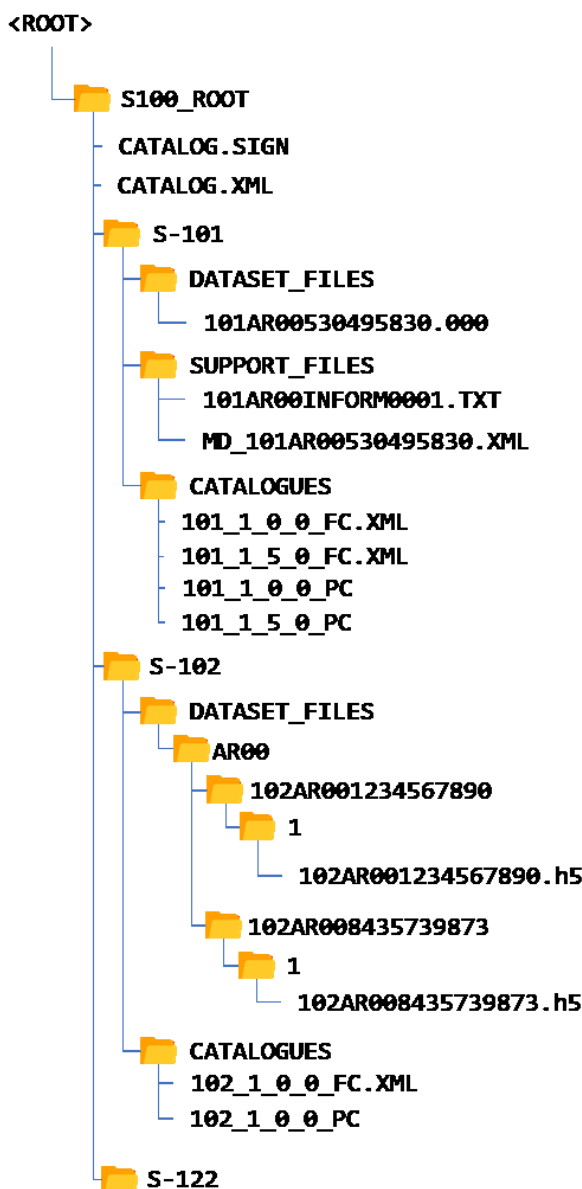 <ROOT>
S100_ROOT
CATALOG.SIGN
CATALOG.XML
S-101
DATASET_FILES
101AR00530495830.000
SUPPORT_FILES
101AR00INFORM0001.TXT
MD_101AR00530495830.XML
CATALOGUES
101_1_0_0_FC.XML
101_1_5_0_FC.XML
101_1_0_0_PC
101_1_5_0_PC
S-102
DATASET_FILES
AR00
102AR001234567890
1
102AR001234567890.h5
102AR008435739873
1
102AR008435739873.h5
CATALOGUES
102_1_0_0_FC.XML
102_1_0_0_PC
S-122